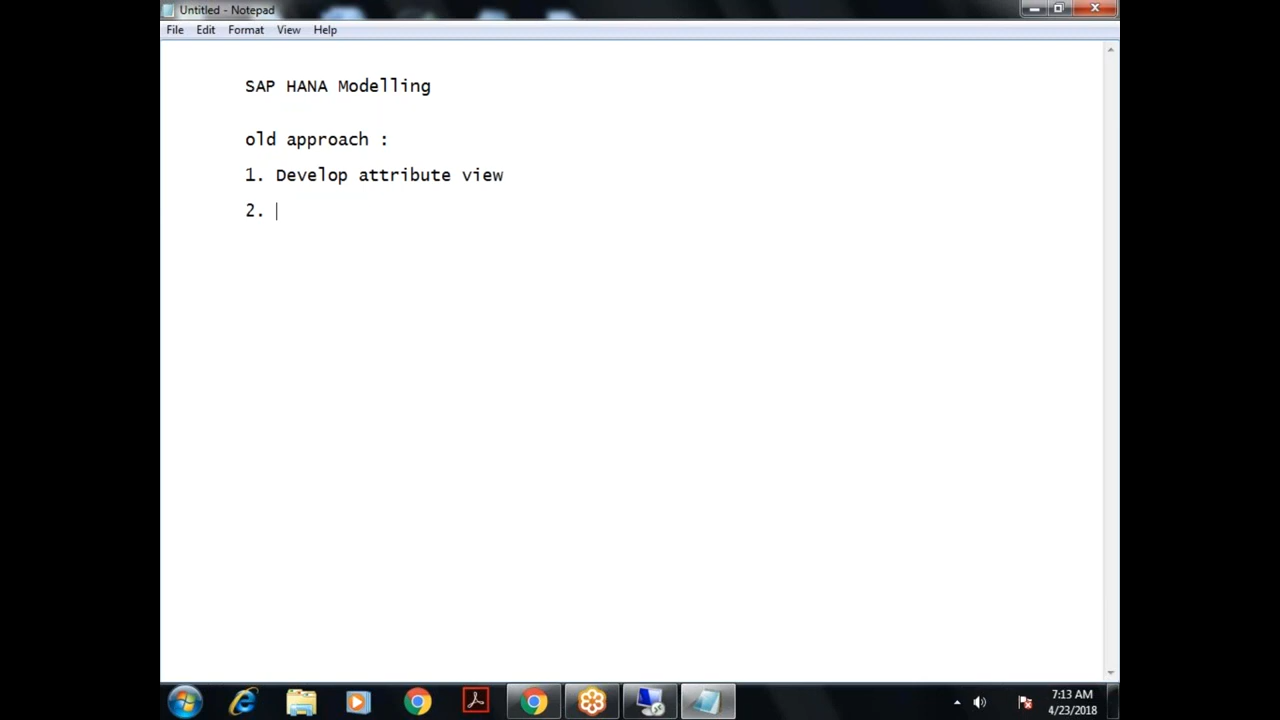 Untitled - Notepad
File Edit Format View Help
SAP HANA Modelling
old approach :
1. Develop attribute view
2.
7:13 AM
4/23/2018